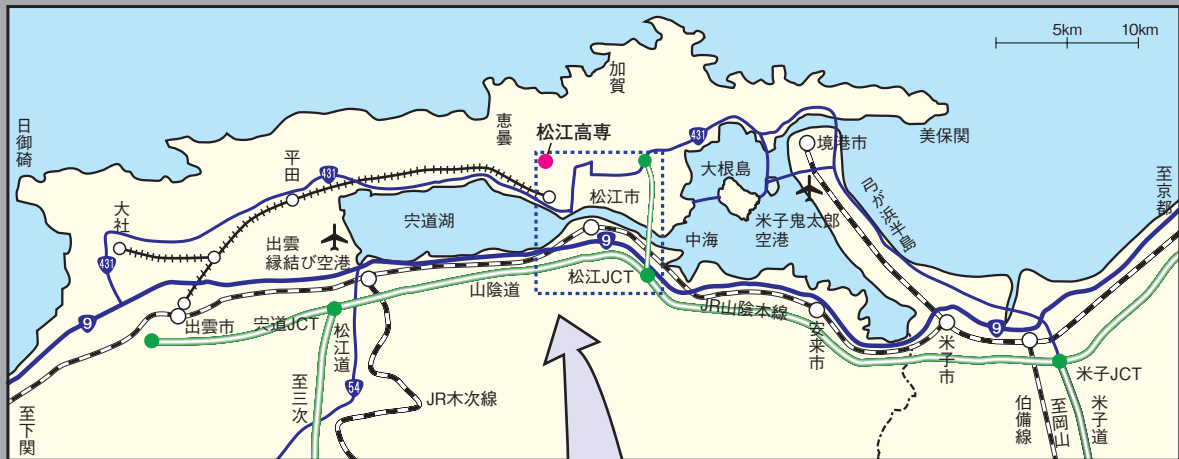 5km
10km
加賀
日御碕
恵曇
松江高専
431
美保関
境港市
平田
431
大根島
至京都
大社
松江市
弓が浜半島
宍道湖
米子鬼太郎
空港
出雲
縁結び空港
中海
9
431
松江JCT
山陰道
JR山陰本線
9
出雲市
宍道JCT
松江道
安来市
米子市
9
米子JCT
54
JR木次線
至三次
至下関
伯備線
至岡山
米子道